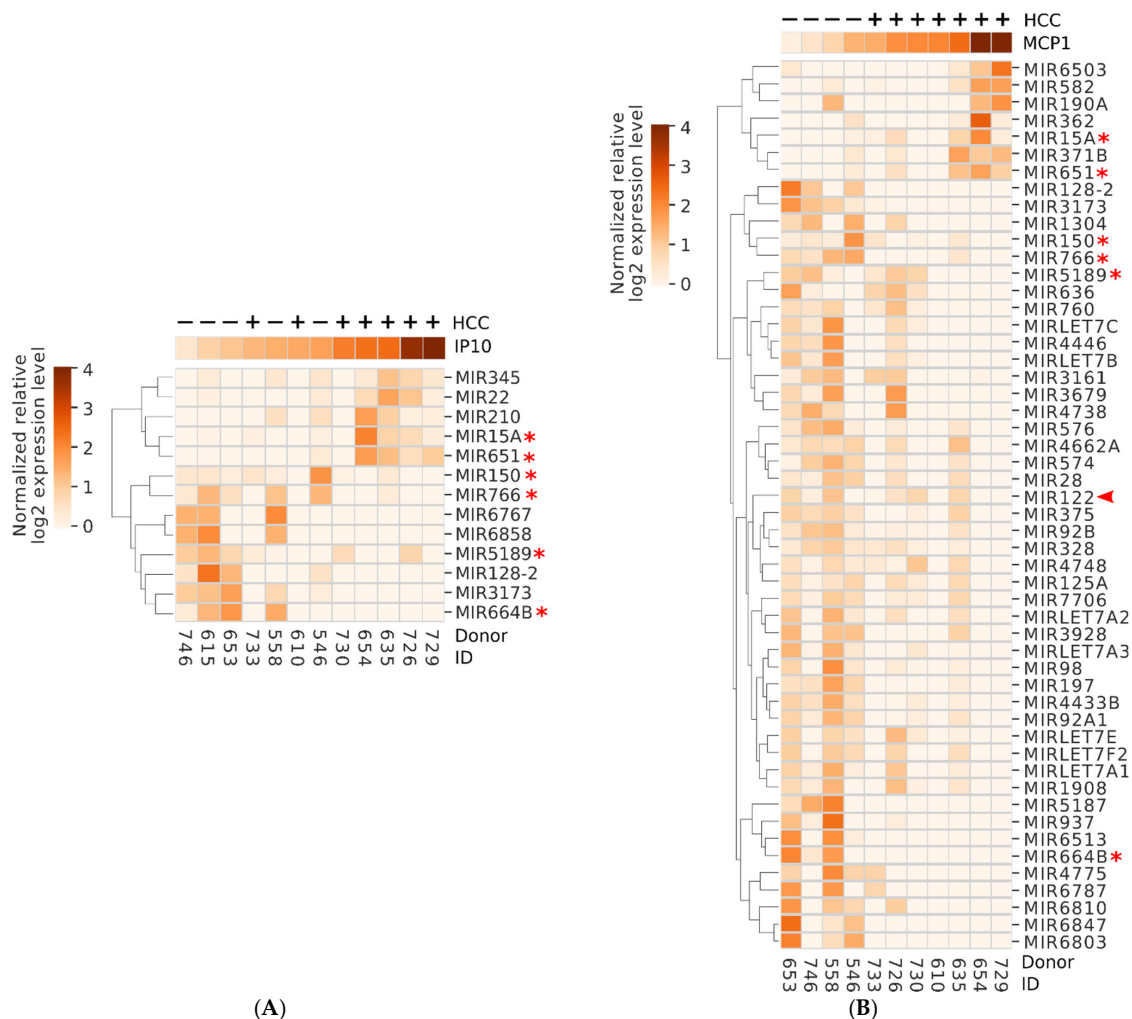 − − − + − + − + + + + + HCC
IP10
Normalized relative
log2 expression level
4
3
2
1
0
MIR345
MIR22
MIR210
MIR15A*
MIR651*
MIR150*
MIR766*
MIR6767
MIR6858
MIR5189*
MIR128-2
MIR3173
MIR664B*
746 615 653 733 558 610 546 730 654 635 726 729
Donor
ID
(A)
− − − − + + + + + + + HCC
MCP1
Normalized relative
log2 expression level
4
3
2
1
0
MIR6503
MIR582
MIR190A
MIR362
MIR15A*
MIR371B
MIR651*
MIR128-2
MIR3173
MIR1304
MIR150*
MIR766*
MIR5189*
MIR636
MIR760
MIRLET7C
MIR4446
MIRLET7B
MIR3161
MIR3679
MIR4738
MIR576
MIR4662A
MIR574
MIR28
MIR122
MIR375
MIR92B
MIR328
MIR4748
MIR125A
MIR7706
MIRLET7A2
MIR3928
MIRLET7A3
MIR98
MIR197
MIR4433B
MIR92A1
MIRLET7E
MIRLET7F2
MIRLET7A1
MIR1908
MIR5187
MIR937
MIR6513
MIR664B*
MIR4775
MIR6787
MIR6810
MIR6847
MIR6803
653 746 558 546 733 726 730 610 635 654 729
Donor
ID
(B)